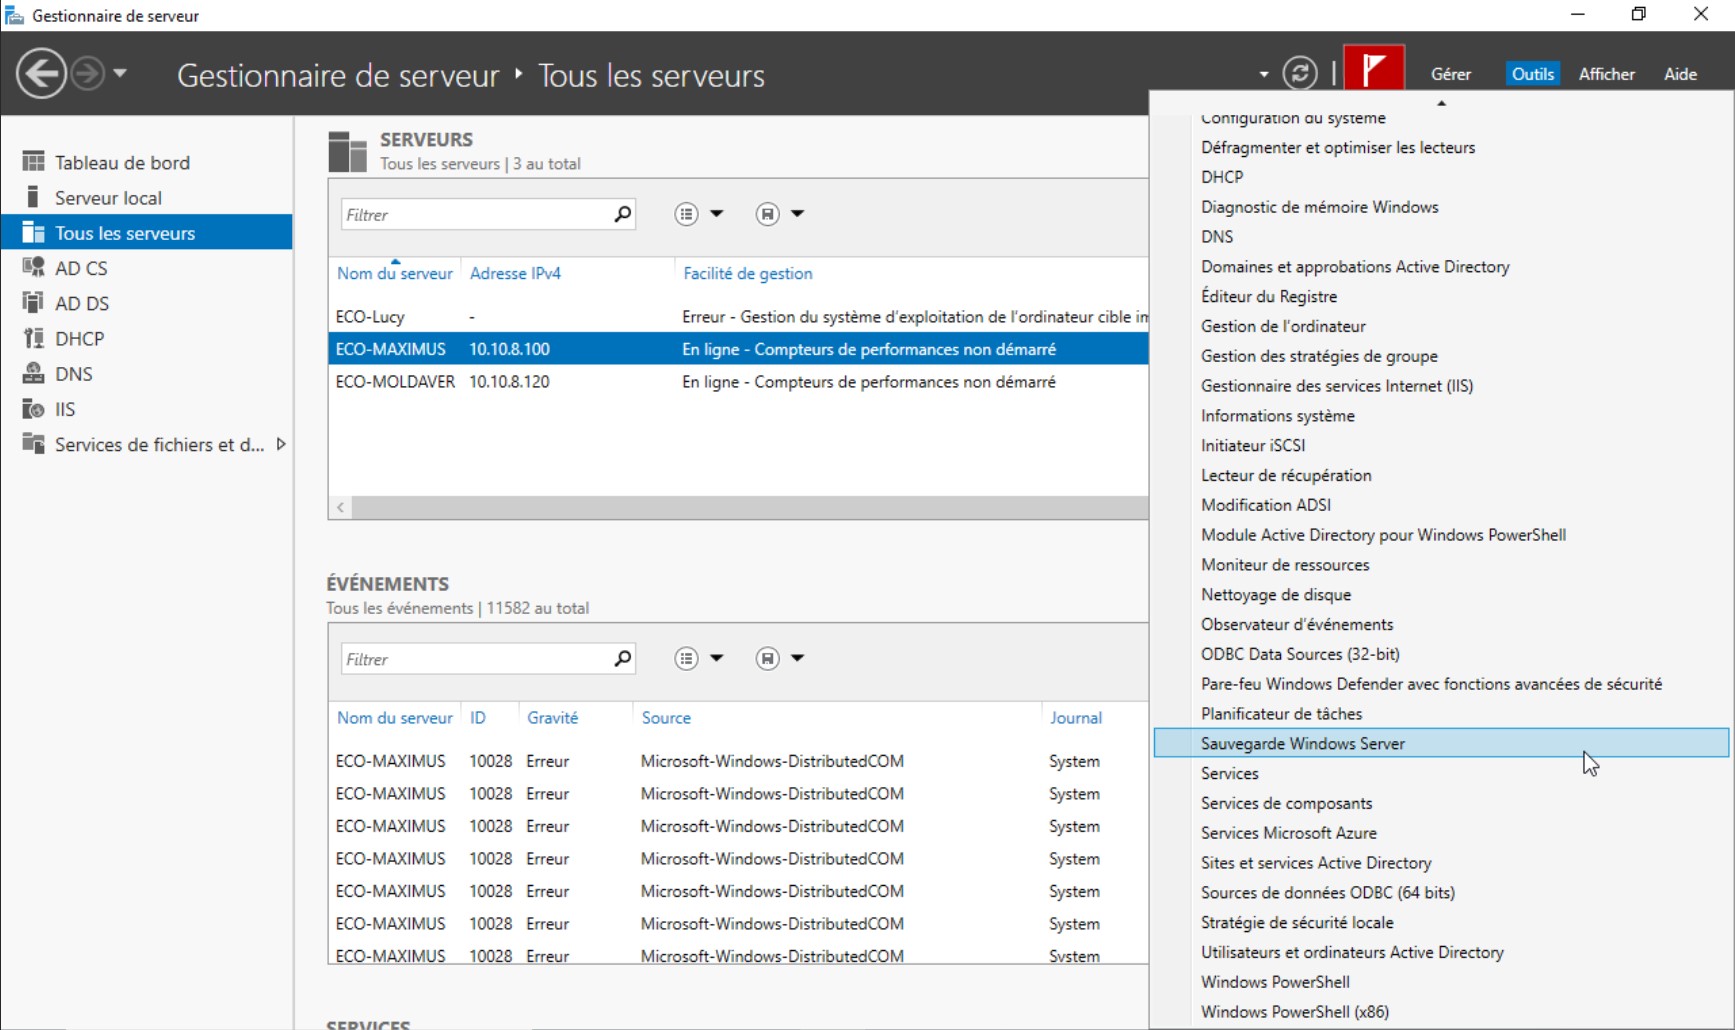 Gestionnaire de serveur
Gestionnaire de serveur ‣ Tous les serveurs
Gérer Outils Afficher Aide
Tableau de bord
Serveur local
Tous les serveurs
AD CS
AD DS
DHCP
DNS
IIS
Services de fichiers et d...
SERVEURS
Tous les serveurs | 3 au total
Filtrer
Nom du serveur Adresse IPv4 Facilité de gestion
ECO-Lucy - Erreur - Gestion du système d'exploitation de l'ordinateur cible im
ECO-MAXIMUS 10.10.8.100 En ligne - Compteurs de performances non démarré
ECO-MOLDAVER 10.10.8.120 En ligne - Compteurs de performances non démarré
ÉVÉNEMENTS
Tous les événements | 11582 au total
Filtrer
Nom du serveur ID Gravité Source Journal
ECO-MAXIMUS 10028 Erreur Microsoft-Windows-DistributedCOM System
ECO-MAXIMUS 10028 Erreur Microsoft-Windows-DistributedCOM System
ECO-MAXIMUS 10028 Erreur Microsoft-Windows-DistributedCOM System
ECO-MAXIMUS 10028 Erreur Microsoft-Windows-DistributedCOM System
ECO-MAXIMUS 10028 Erreur Microsoft-Windows-DistributedCOM System
ECO-MAXIMUS 10028 Erreur Microsoft-Windows-DistributedCOM System
ECO-MAXIMUS 10028 Erreur Microsoft-Windows-DistributedCOM System
SERVICES
Configuration du système
Défragmenter et optimiser les lecteurs
DHCP
Diagnostic de mémoire Windows
DNS
Domaines et approbations Active Directory
Éditeur du Registre
Gestion de l'ordinateur
Gestion des stratégies de groupe
Gestionnaire des services Internet (IIS)
Informations système
Initiateur iSCSI
Lecteur de récupération
Modification ADSI
Module Active Directory pour Windows PowerShell
Moniteur de ressources
Nettoyage de disque
Observateur d'événements
ODBC Data Sources (32-bit)
Pare-feu Windows Defender avec fonctions avancées de sécurité
Planificateur de tâches
Sauvegarde Windows Server
Services
Services de composants
Services Microsoft Azure
Sites et services Active Directory
Sources de données ODBC (64 bits)
Stratégie de sécurité locale
Utilisateurs et ordinateurs Active Directory
Windows PowerShell
Windows PowerShell (x86)